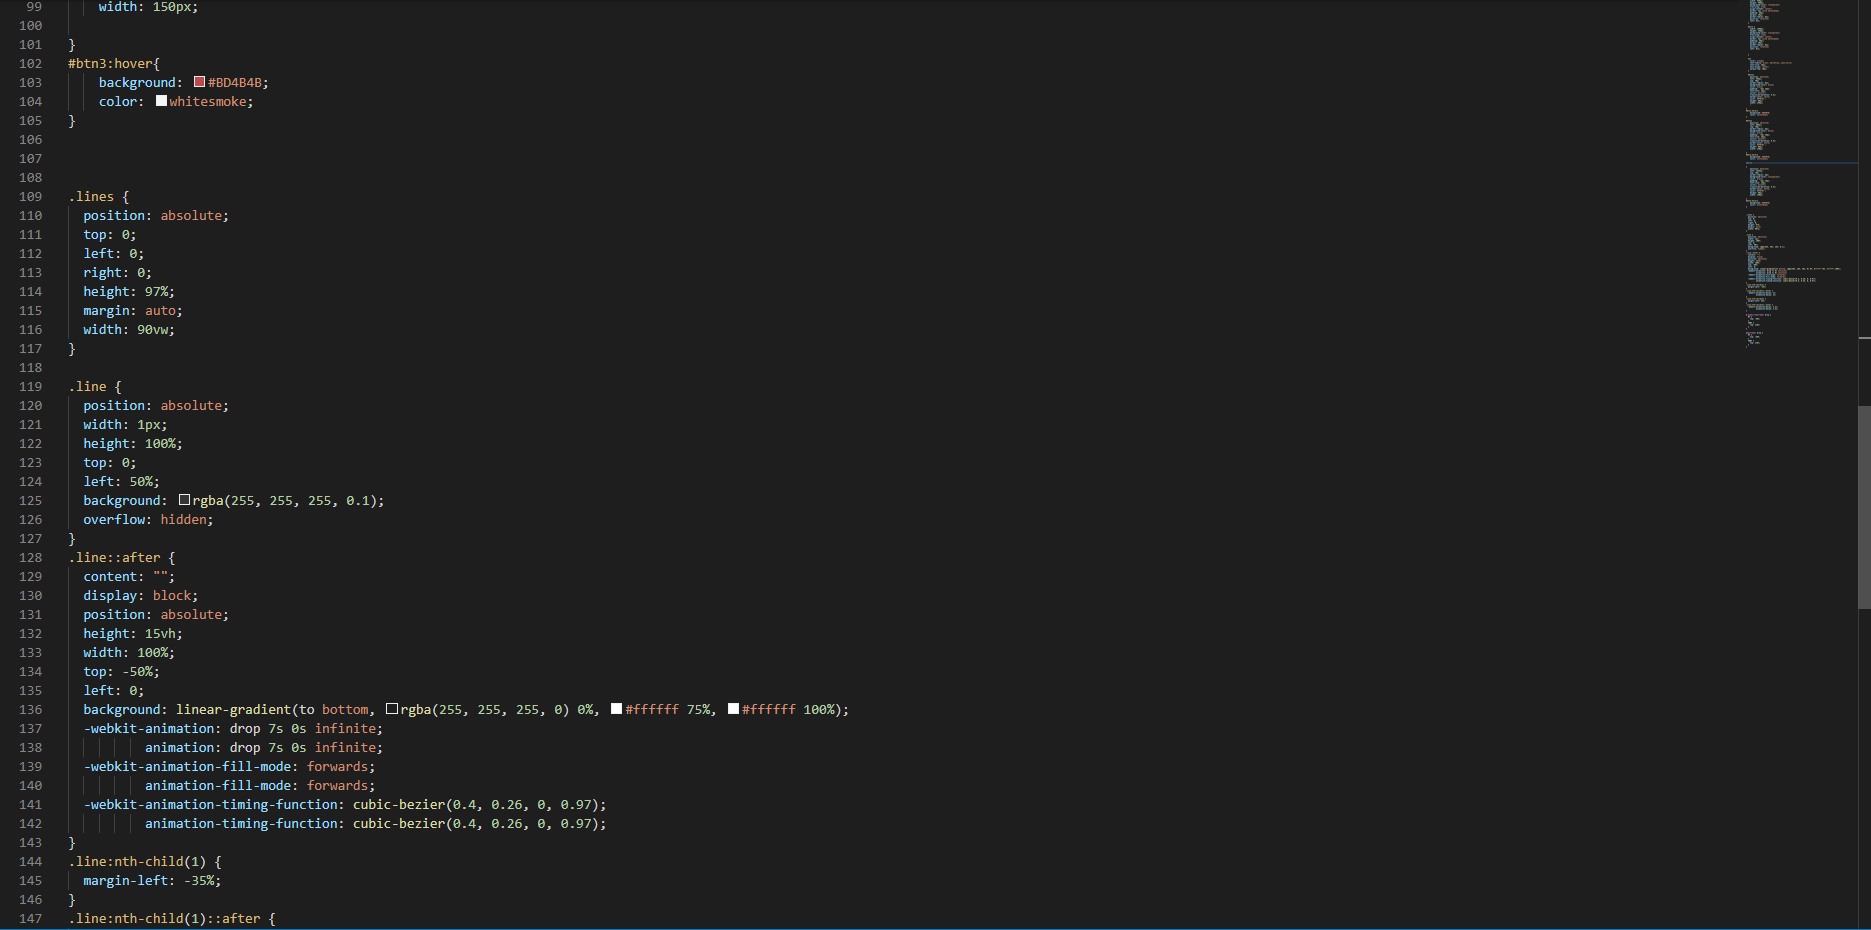 99 width: 150px;
100
101 }
102 #btn3:hover{
103 background: #BD4B4B;
104 color: whitesmoke;
105 }
106
107
108
109 .lines {
110 position: absolute;
111 top: 0;
112 left: 0;
113 right: 0;
114 height: 97%;
115 margin: auto;
116 width: 90vw;
117 }
118
119 .line {
120 position: absolute;
121 width: 1px;
122 height: 100%;
123 top: 0;
124 left: 50%;
125 background: rgba(255, 255, 255, 0.1);
126 overflow: hidden;
127 }
128 .line::after {
129 content: "";
130 display: block;
131 position: absolute;
132 height: 15vh;
133 width: 100%;
134 top: -50%;
135 left: 0;
136 background: linear-gradient(to bottom, rgba(255, 255, 255, 0) 0%, #ffffff 75%, #ffffff 100%);
137 -webkit-animation: drop 7s 0s infinite;
138 animation: drop 7s 0s infinite;
139 -webkit-animation-fill-mode: forwards;
140 animation-fill-mode: forwards;
141 -webkit-animation-timing-function: cubic-bezier(0.4, 0.26, 0, 0.97);
142 animation-timing-function: cubic-bezier(0.4, 0.26, 0, 0.97);
143 }
144 .line:nth-child(1) {
145 margin-left: -35%;
146 }
147 .line:nth-child(1)::after {